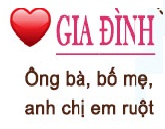 GIA ĐÌNH
Ông bà, bố mẹ,
anh chị em ruột